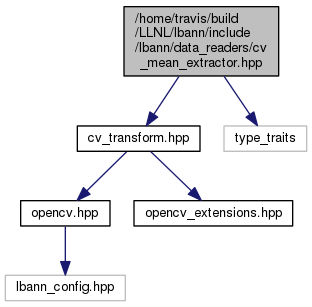 /home/travis/build
/LLNL/lbann/include
/lbann/data_readers/cv
_mean_extractor.hpp
cv_transform.hpp
type_traits
opencv.hpp
opencv_extensions.hpp
lbann_config.hpp